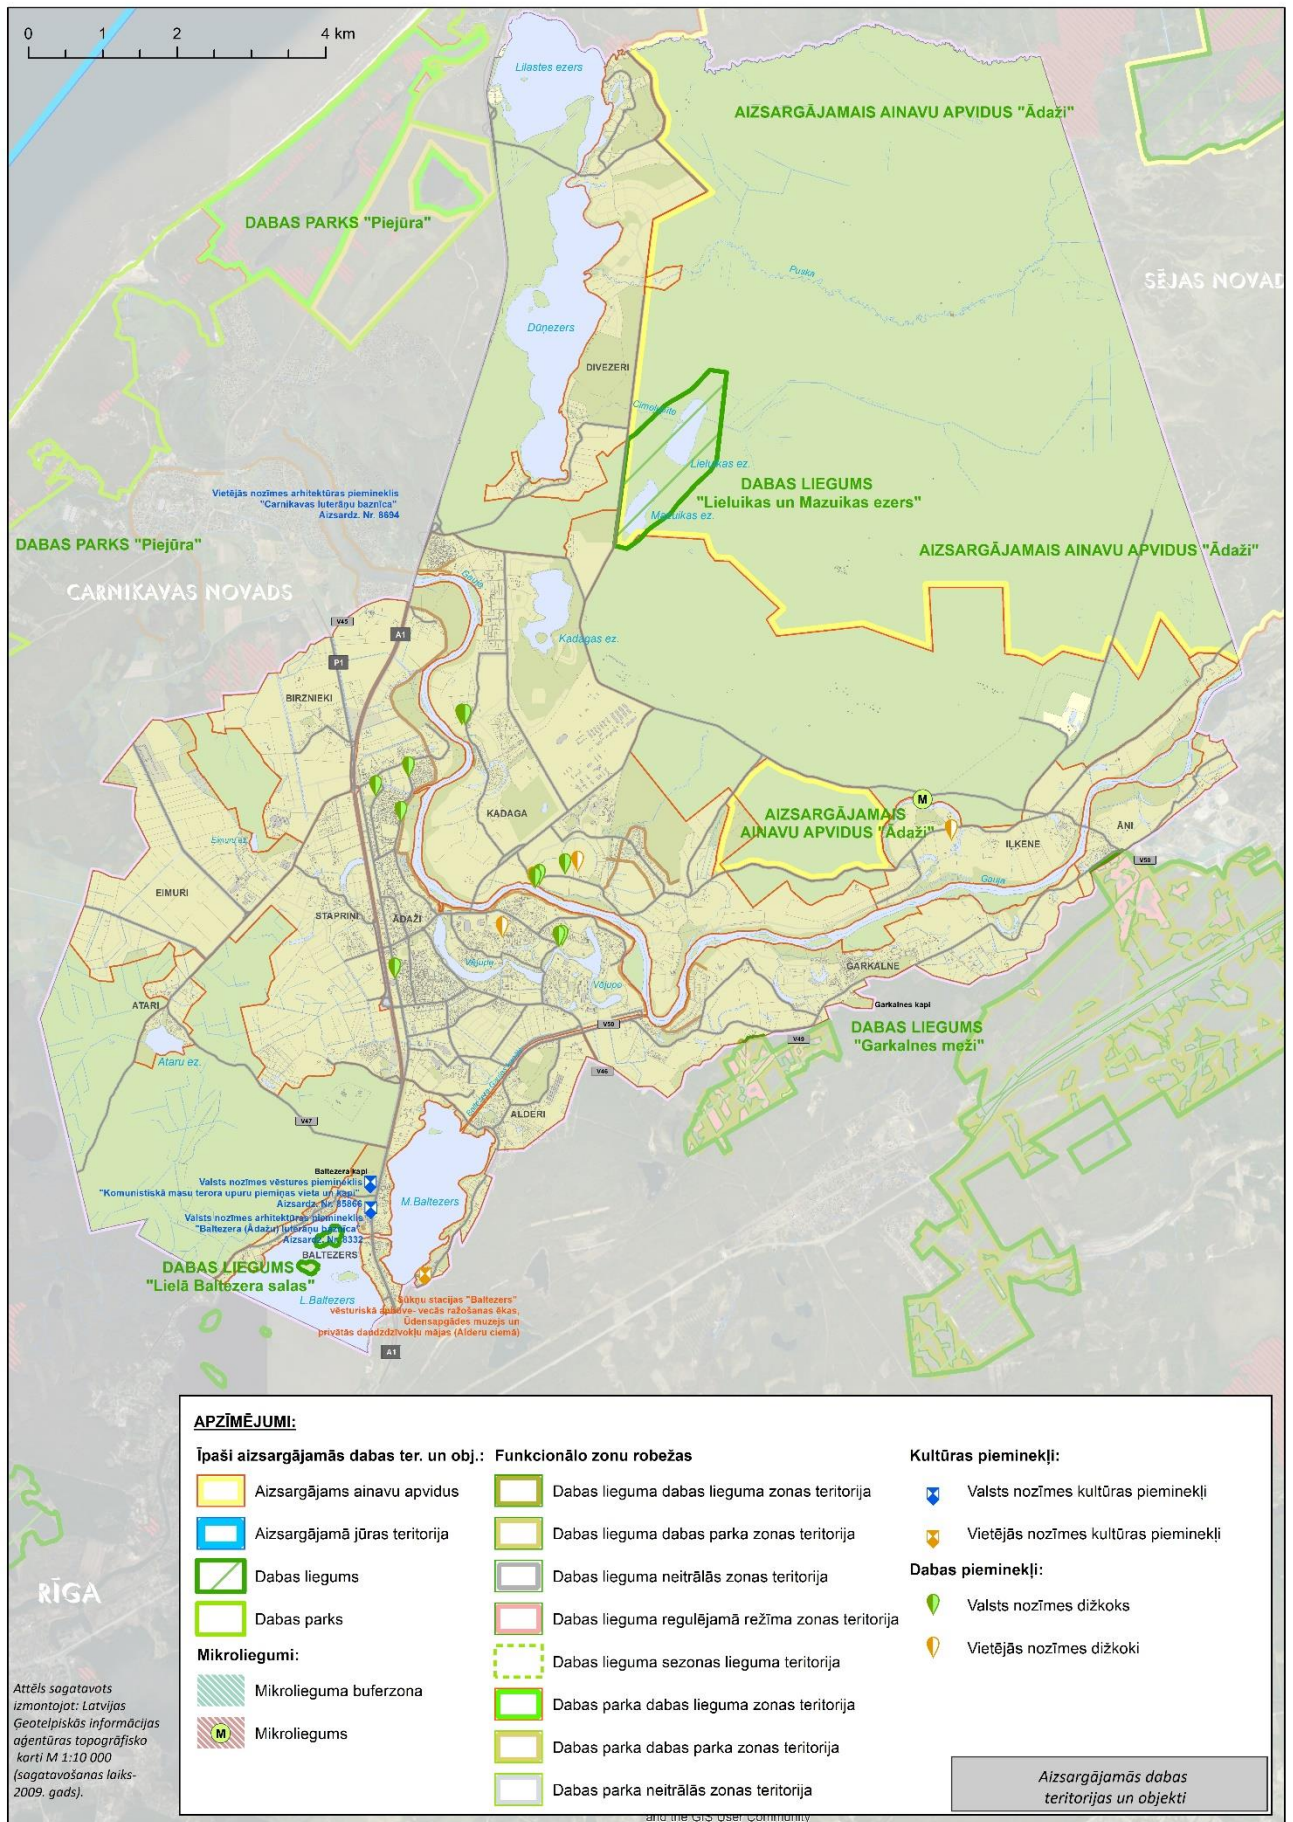 0 1 2 4 km
Lilastes ezers
AIZSARGĀJAMAIS AINAVU APVIDUS "Ādaži"
DABAS PARKS "Piejūra"
Puska
SĒJAS NOVAD
Dūņezers
DIVEZERI
Lieluikas ez.
DABAS LIEGUMS
"Lieluikas un Mazuikas ezers"
Mazuikas ez.
Vietējās nozīmes arhitektūras piemineklis
"Carnikavas luterāņu baznīca"
Aizsardz. Nr. 8694
DABAS PARKS "Piejūra"
AIZSARGĀJAMAIS AINAVU APVIDUS "Ādaži"
CARNIKAVAS NOVADS
Gauja
V45
A1
Kadagas ez.
P1
BIRZNIEKI
KADAGA
AIZSARGĀJAMAIS
AINAVU APVIDUS "Ādaži"
M
ILĶENE
ĀŅI
V50
Eimuru ez.
EIMURI
STAPRIŅI
ĀDAŽI
Gauja
Vējupe
Vējupe
GARKALNE
ATARI
Garkalnes kapi
V50
DABAS LIEGUMS
"Garkalnes meži"
V49
Ataru ez.
V46
ALDERI
V47
Baltezera kapi
Valsts nozīmes vēstures piemineklis
"Komunistiskā masu terora upuru piemiņas vieta un kapi"
Aizsardz. Nr. 85866
M.Baltezers
Valsts nozīmes arhitektūras piemineklis
"Baltezera (Ādažu) luterāņu baznīca"
Aizsardz. Nr. 8332
BALTEZERS
DABAS LIEGUMS
"Lielā Baltezera salas"
L.Baltezers
Sūkņu stacijas "Baltezers"
vēsturiskā apbūve- vecās ražošanas ēkas,
Ūdensapgādes muzejs un
privātās daudzdzīvokļu mājas (Alderu ciemā)
A1
RĪGA
APZĪMĒJUMI:
Īpaši aizsargājamās dabas ter. un obj.:
Aizsargājams ainavu apvidus
Aizsargājamā jūras teritorija
Dabas liegums
Dabas parks
Mikroliegumi:
Mikrolieguma buferzona
M Mikroliegums
Funkcionālo zonu robežas
Dabas lieguma dabas lieguma zonas teritorija
Dabas lieguma dabas parka zonas teritorija
Dabas lieguma neitrālās zonas teritorija
Dabas lieguma regulējamā režīma zonas teritorija
Dabas lieguma sezonas lieguma teritorija
Dabas parka dabas lieguma zonas teritorija
Dabas parka dabas parka zonas teritorija
Dabas parka neitrālās zonas teritorija
Kultūras pieminekļi:
Valsts nozīmes kultūras pieminekļi
Vietējās nozīmes kultūras pieminekļi
Dabas pieminekļi:
Valsts nozīmes dižkoks
Vietējās nozīmes dižkoki
Attēls sagatavots
izmontojot: Latvijas
Ģeotelpiskās informācijas
aģentūras topogrāfisko
karti M 1:10 000
(sagatavošanas laiks-
2009. gads).
Aizsargājamās dabas
teritorijas un objekti
and the GIS User Community